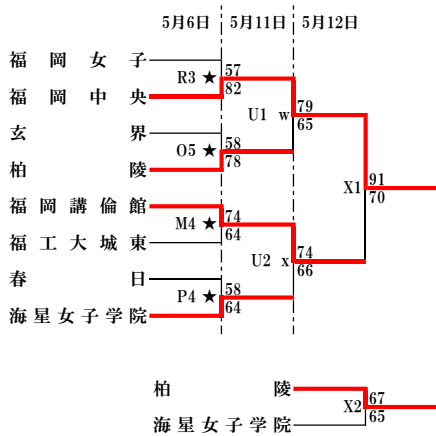 5月6日 5月11日 5月12日
福岡女子
R3 ★ 57
福岡中央 82
U1 w 79
65
玄界
O5 ★ 58
柏陵 78
X1 91
70
福岡講倫館
M4 ★ 74
福工大城東 64
U2 x 74
66
春日
P4 ★ 58
海星女子学院 64
柏陵
X2 67
海星女子学院 65